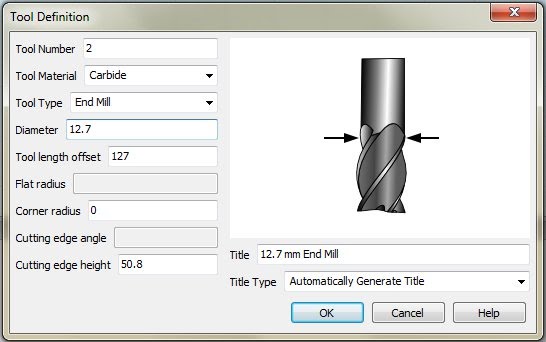 Tool Definition
Tool Number 2
Tool Material Carbide
Tool Type End Mill
Diameter 12.7
Tool length offset 127
Flat radius
Corner radius 0
Cutting edge angle
Cutting edge height 50.8
Title 12.7 mm End Mill
Title Type Automatically Generate Title
OK Cancel Help